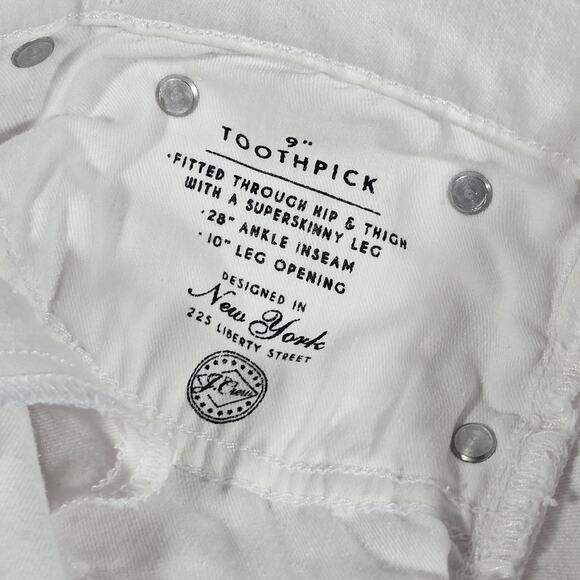 9"
TOOTHPICK
·FITTED THROUGH HIP & THIGH
WITH A SUPERSKINNY LEG
·28" ANKLE INSEAM
·10" LEG OPENING
DESIGNED IN
New York
225 LIBERTY STREET
J.Crew